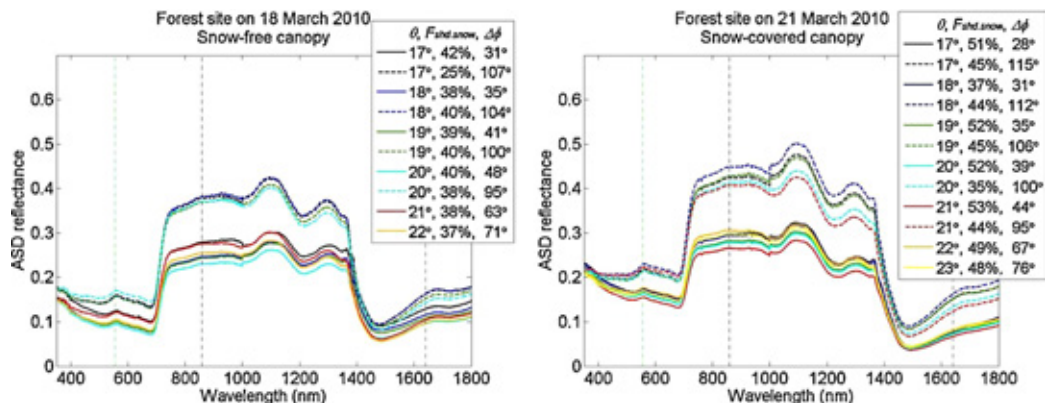 Forest site on 18 March 2010
Snow-free canopy
θ, Fshd.snow, Δϕ
17°, 42%, 31°
17°, 25%, 107°
18°, 38%, 35°
18°, 40%, 104°
19°, 39%, 41°
19°, 40%, 100°
20°, 40%, 48°
20°, 38%, 95°
21°, 38%, 63°
22°, 37%, 71°
ASD reflectance
0.6
0.5
0.4
0.3
0.2
0.1
0
400 600 800 1000 1200 1400 1600 1800
Wavelength (nm)
Forest site on 21 March 2010
Snow-covered canopy
θ, Fshd.snow, Δϕ
17°, 51%, 28°
17°, 45%, 115°
18°, 37%, 31°
18°, 44%, 112°
19°, 52%, 35°
19°, 45%, 106°
20°, 52%, 39°
20°, 35%, 100°
21°, 53%, 44°
21°, 44%, 95°
22°, 49%, 67°
23°, 48%, 76°
ASD reflectance
0.6
0.5
0.4
0.3
0.2
0.1
0
400 600 800 1000 1200 1400 1600 1800
Wavelength (nm)